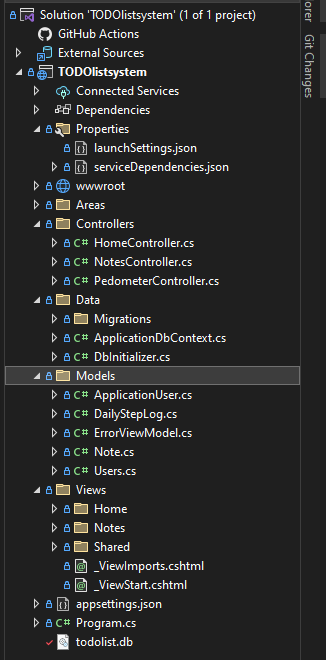 Solution 'TODOlistsystem' (1 of 1 project)
GitHub Actions
External Sources
TODOlistsystem
Connected Services
Dependencies
Properties
launchSettings.json
serviceDependencies.json
wwwroot
Areas
Controllers
HomeController.cs
NotesController.cs
PedometerController.cs
Data
Migrations
ApplicationDbContext.cs
DbInitializer.cs
Models
ApplicationUser.cs
DailyStepLog.cs
ErrorViewModel.cs
Note.cs
Users.cs
Views
Home
Notes
Shared
_ViewImports.cshtml
_ViewStart.cshtml
appsettings.json
Program.cs
todolist.db
Git Changes